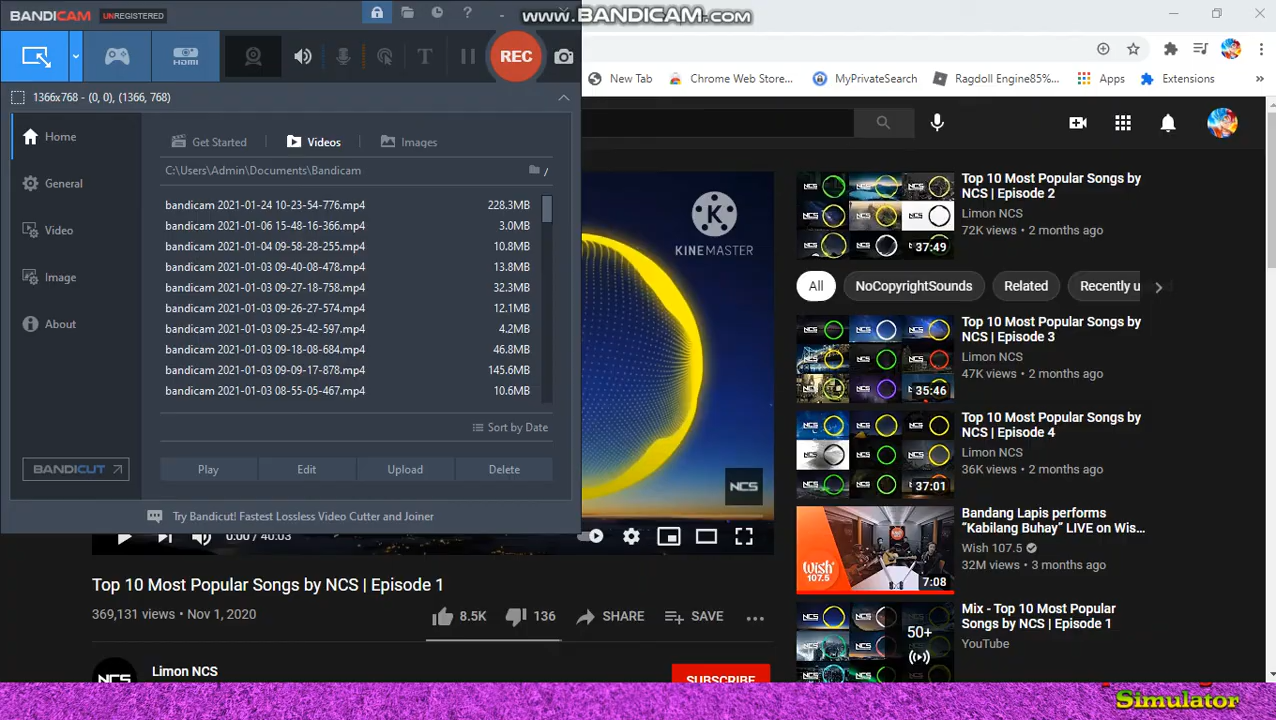 BANDICAM UNREGISTERED
www.BANDICAM.com
HDMI
REC
1366x768 - (0, 0), (1366, 768)
Home
General
Video
Image
About
BANDICUT
Get Started
Videos
Images
C:\Users\Admin\Documents\Bandicam
/
bandicam 2021-01-24 10-23-54-776.mp4 228.3MB
bandicam 2021-01-06 15-48-16-366.mp4 3.0MB
bandicam 2021-01-04 09-58-28-255.mp4 10.8MB
bandicam 2021-01-03 09-40-08-478.mp4 13.8MB
bandicam 2021-01-03 09-27-18-758.mp4 32.3MB
bandicam 2021-01-03 09-26-27-574.mp4 12.1MB
bandicam 2021-01-03 09-25-42-597.mp4 4.2MB
bandicam 2021-01-03 09-18-08-684.mp4 46.8MB
bandicam 2021-01-03 09-09-17-878.mp4 145.6MB
bandicam 2021-01-03 08-55-05-467.mp4 10.6MB
Sort by Date
Play Edit Upload Delete
Try Bandicut! Fastest Lossless Video Cutter and Joiner
New Tab Chrome Web Store... MyPrivateSearch Ragdoll Engine85%... Apps Extensions »
K
KINEMASTER
NCS
0:00 / 40:03
Top 10 Most Popular Songs by NCS | Episode 1
369,131 views • Nov 1, 2020
8.5K 136 SHARE SAVE ...
NCS
Limon NCS
SUBSCRIBE
Top 10 Most Popular Songs by
NCS | Episode 2
Limon NCS
72K views • 2 months ago
37:49
All NoCopyrightSounds Related Recently u
Top 10 Most Popular Songs by
NCS | Episode 3
Limon NCS
47K views • 2 months ago
35:46
Top 10 Most Popular Songs by
NCS | Episode 4
Limon NCS
36K views • 2 months ago
37:01
Bandang Lapis performs
“Kabilang Buhay” LIVE on Wis...
Wish 107.5
32M views • 3 months ago
wish
107.5
7:08
Mix - Top 10 Most Popular
Songs by NCS | Episode 1
YouTube
50+
Simulator